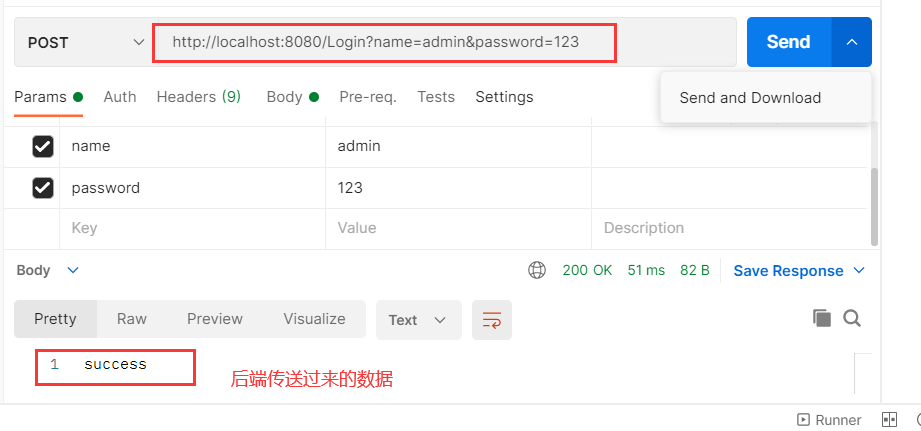 POST http://localhost:8080/Login?name=admin&password=123 Send
Params Auth Headers (9) Body Pre-req. Tests Settings
Send and Download
name admin
password 123
Key Value Description
Body 200 OK 51 ms 82 B Save Response
Pretty Raw Preview Visualize Text
1 success
后端传送过来的数据
Runner